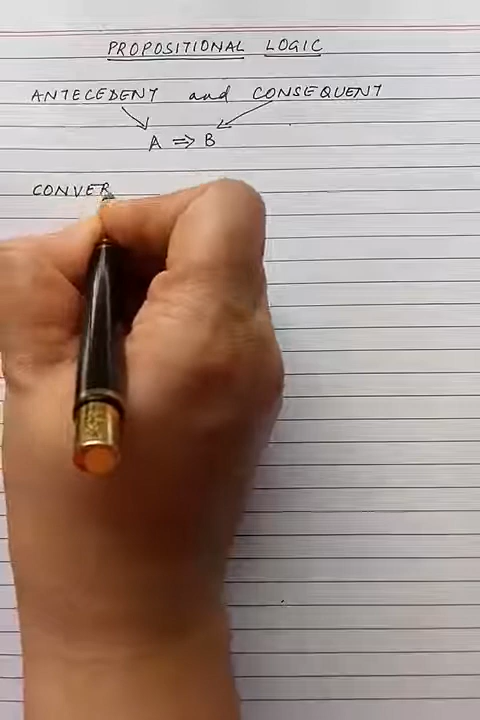 PROPOSITIONAL LOGIC
ANTECEDENT and CONSEQUENT
A ⇒ B
CONVER